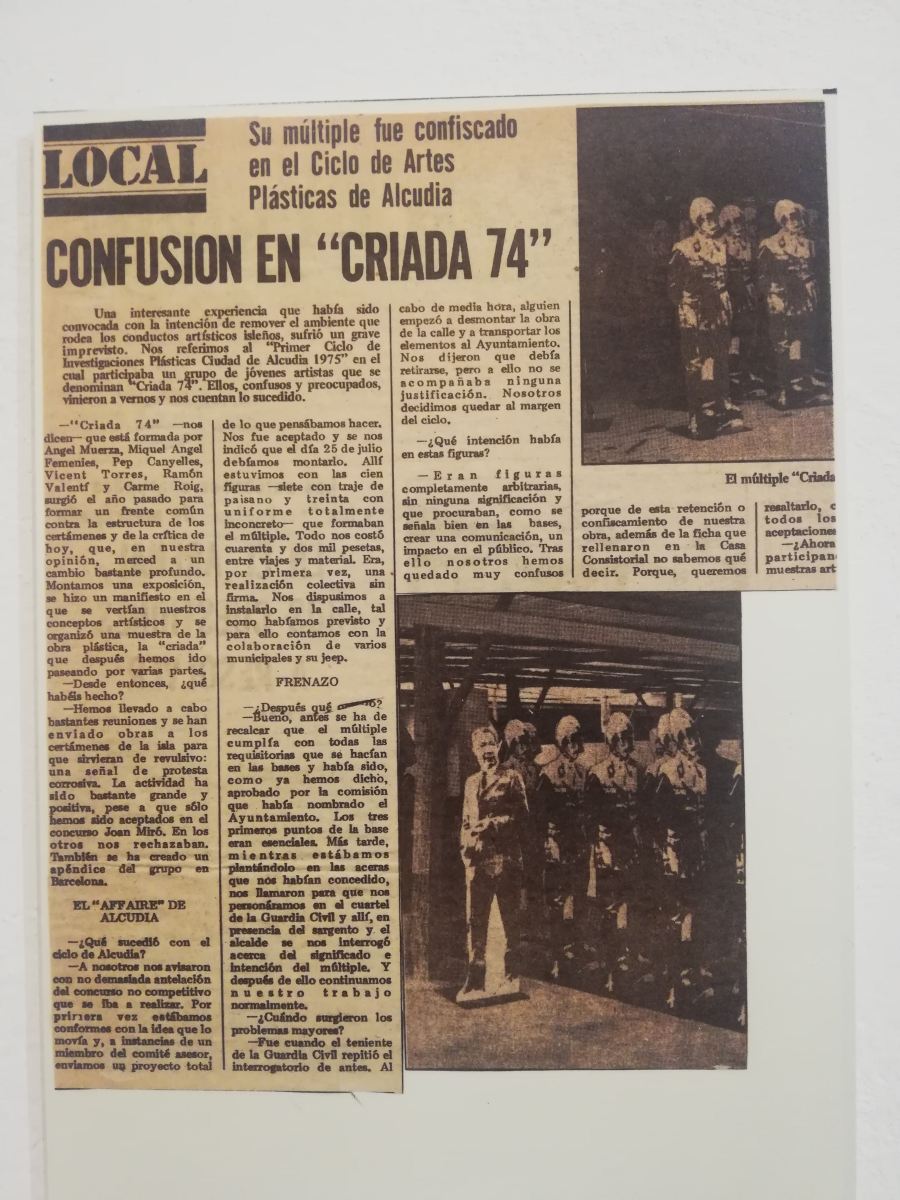 LOCAL
Su múltiple fue confiscado
en el Ciclo de Artes
Plásticas de Alcudia
CONFUSION EN “CRIADA 74”
Una interesante experiencia que había sido
convocada con la intención de remover el ambiente que
rodea los conductos artísticos isleños, sufrió un grave
imprevisto. Nos referimos al “Primer Ciclo de
Investigaciones Plásticas Ciudad de Alcudia 1975” en el
cual participaba un grupo de jóvenes artistas que se
denominan “Criada 74”. Ellos, confusos y preocupados,
vinieron a vernos y nos cuentan lo sucedido.
—“Criada 74” —nos
dicen— que está formada por
Angel Muerza, Miquel Angel
Femenies, Pep Canyelles,
Vicent Torres, Ramón
Valentí y Carme Roig,
surgió el año pasado para
formar un frente común
contra la estructura de los
certámenes y de la crítica de
hoy, que, en nuestra
opinión, merced a un
cambio bastante profundo.
Montamos una exposición,
se hizo un manifiesto en el
que se vertían nuestros
conceptos artísticos y se
organizó una muestra de la
obra plástica, la “criada”
que después hemos ido
paseando por varias partes.
—Desde entonces, ¿qué
habéis hecho?
—Hemos llevado a cabo
bastantes reuniones y se han
enviado obras a los
certámenes de la isla para
que sirvieran de revulsivo:
una señal de protesta
corrosiva. La actividad ha
sido bastante grande y
positiva, pese a que sólo
hemos sido aceptados en el
concurso Joan Miró. En los
otros nos rechazaban.
También se ha creado un
apéndice del grupo en
Barcelona.
EL “AFFAIRE” DE
ALCUDIA
—¿Qué sucedió con el
ciclo de Alcudia?
—A nosotros nos avisaron
con no demasiada antelación
del concurso no competitivo
que se iba a realizar. Por
primera vez estábamos
conformes con la idea que lo
movía y, a instancias de un
miembro del comité asesor,
enviamos un proyecto total
de lo que pensábamos hacer.
Nos fue aceptado y se nos
indicó que el día 25 de julio
debíamos montarlo. Allí
estuvimos con las cien
figuras —siete con traje de
paisano y treinta con
uniforme totalmente
inconcreto— que formaban
el múltiple. Todo nos costó
cuarenta y dos mil pesetas,
entre viajes y material. Era,
por primera vez, una
realización colectiva sin
firma. Nos dispusimos a
instalarlo en la calle, tal
como habíamos previsto y
para ello contamos con la
colaboración de varios
municipales y su jeep.
FRENAZO
—¿Después qué
—Bueno, antes se ha de
recalcar que el múltiple
cumplía con todas las
requisitorias que se hacían
en las bases y había sido,
como ya hemos dicho,
aprobado por la comisión
que había nombrado el
Ayuntamiento. Los tres
primeros puntos de la base
eran esenciales. Más tarde,
mientras estábamos
plantándolo en las aceras
que nos habían concedido,
nos llamaron para que nos
personáramos en el cuartel
de la Guardia Civil y allí, en
presencia del sargento y el
alcalde se nos interrogó
acerca del significado e
intención del múltiple. Y
después de ello continuamos
nuestro trabajo
normalmente.
—¿Cuándo surgieron los
problemas mayores?
—Fue cuando el teniente
de la Guardia Civil repitió el
interrogatorio de antes. Al
cabo de media hora, alguien
empezó a desmontar la obra
de la calle y a transportar los
elementos al Ayuntamiento.
Nos dijeron que debía
retirarse, pero a ello no se
acompañaba ninguna
justificación. Nosotros
decidimos quedar al margen
del ciclo.
—¿Qué intención había
en estas figuras?
—Eran figuras
completamente arbitrarias,
sin ninguna significación y
que procuraban, como se
señala bien en las bases,
crear una comunicación, un
impacto en el público. Tras
ello nosotros hemos
quedado muy confusos
El múltiple “Criada
porque de esta retención o
confiscamiento de nuestra
obra, además de la ficha que
rellenaron en la Casa
Consistorial no sabemos qué
decir. Porque, queremos
resaltarlo,
todos los
aceptaciones
—¿Ahora
participan
muestras art